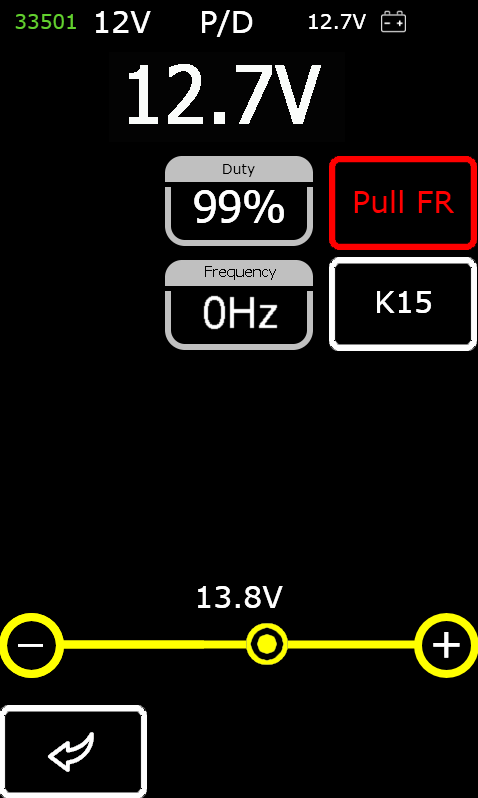 33501 12V P/D 12.7V
12.7V
Duty
99%
Pull FR
Frequency
0Hz
K15
13.8V